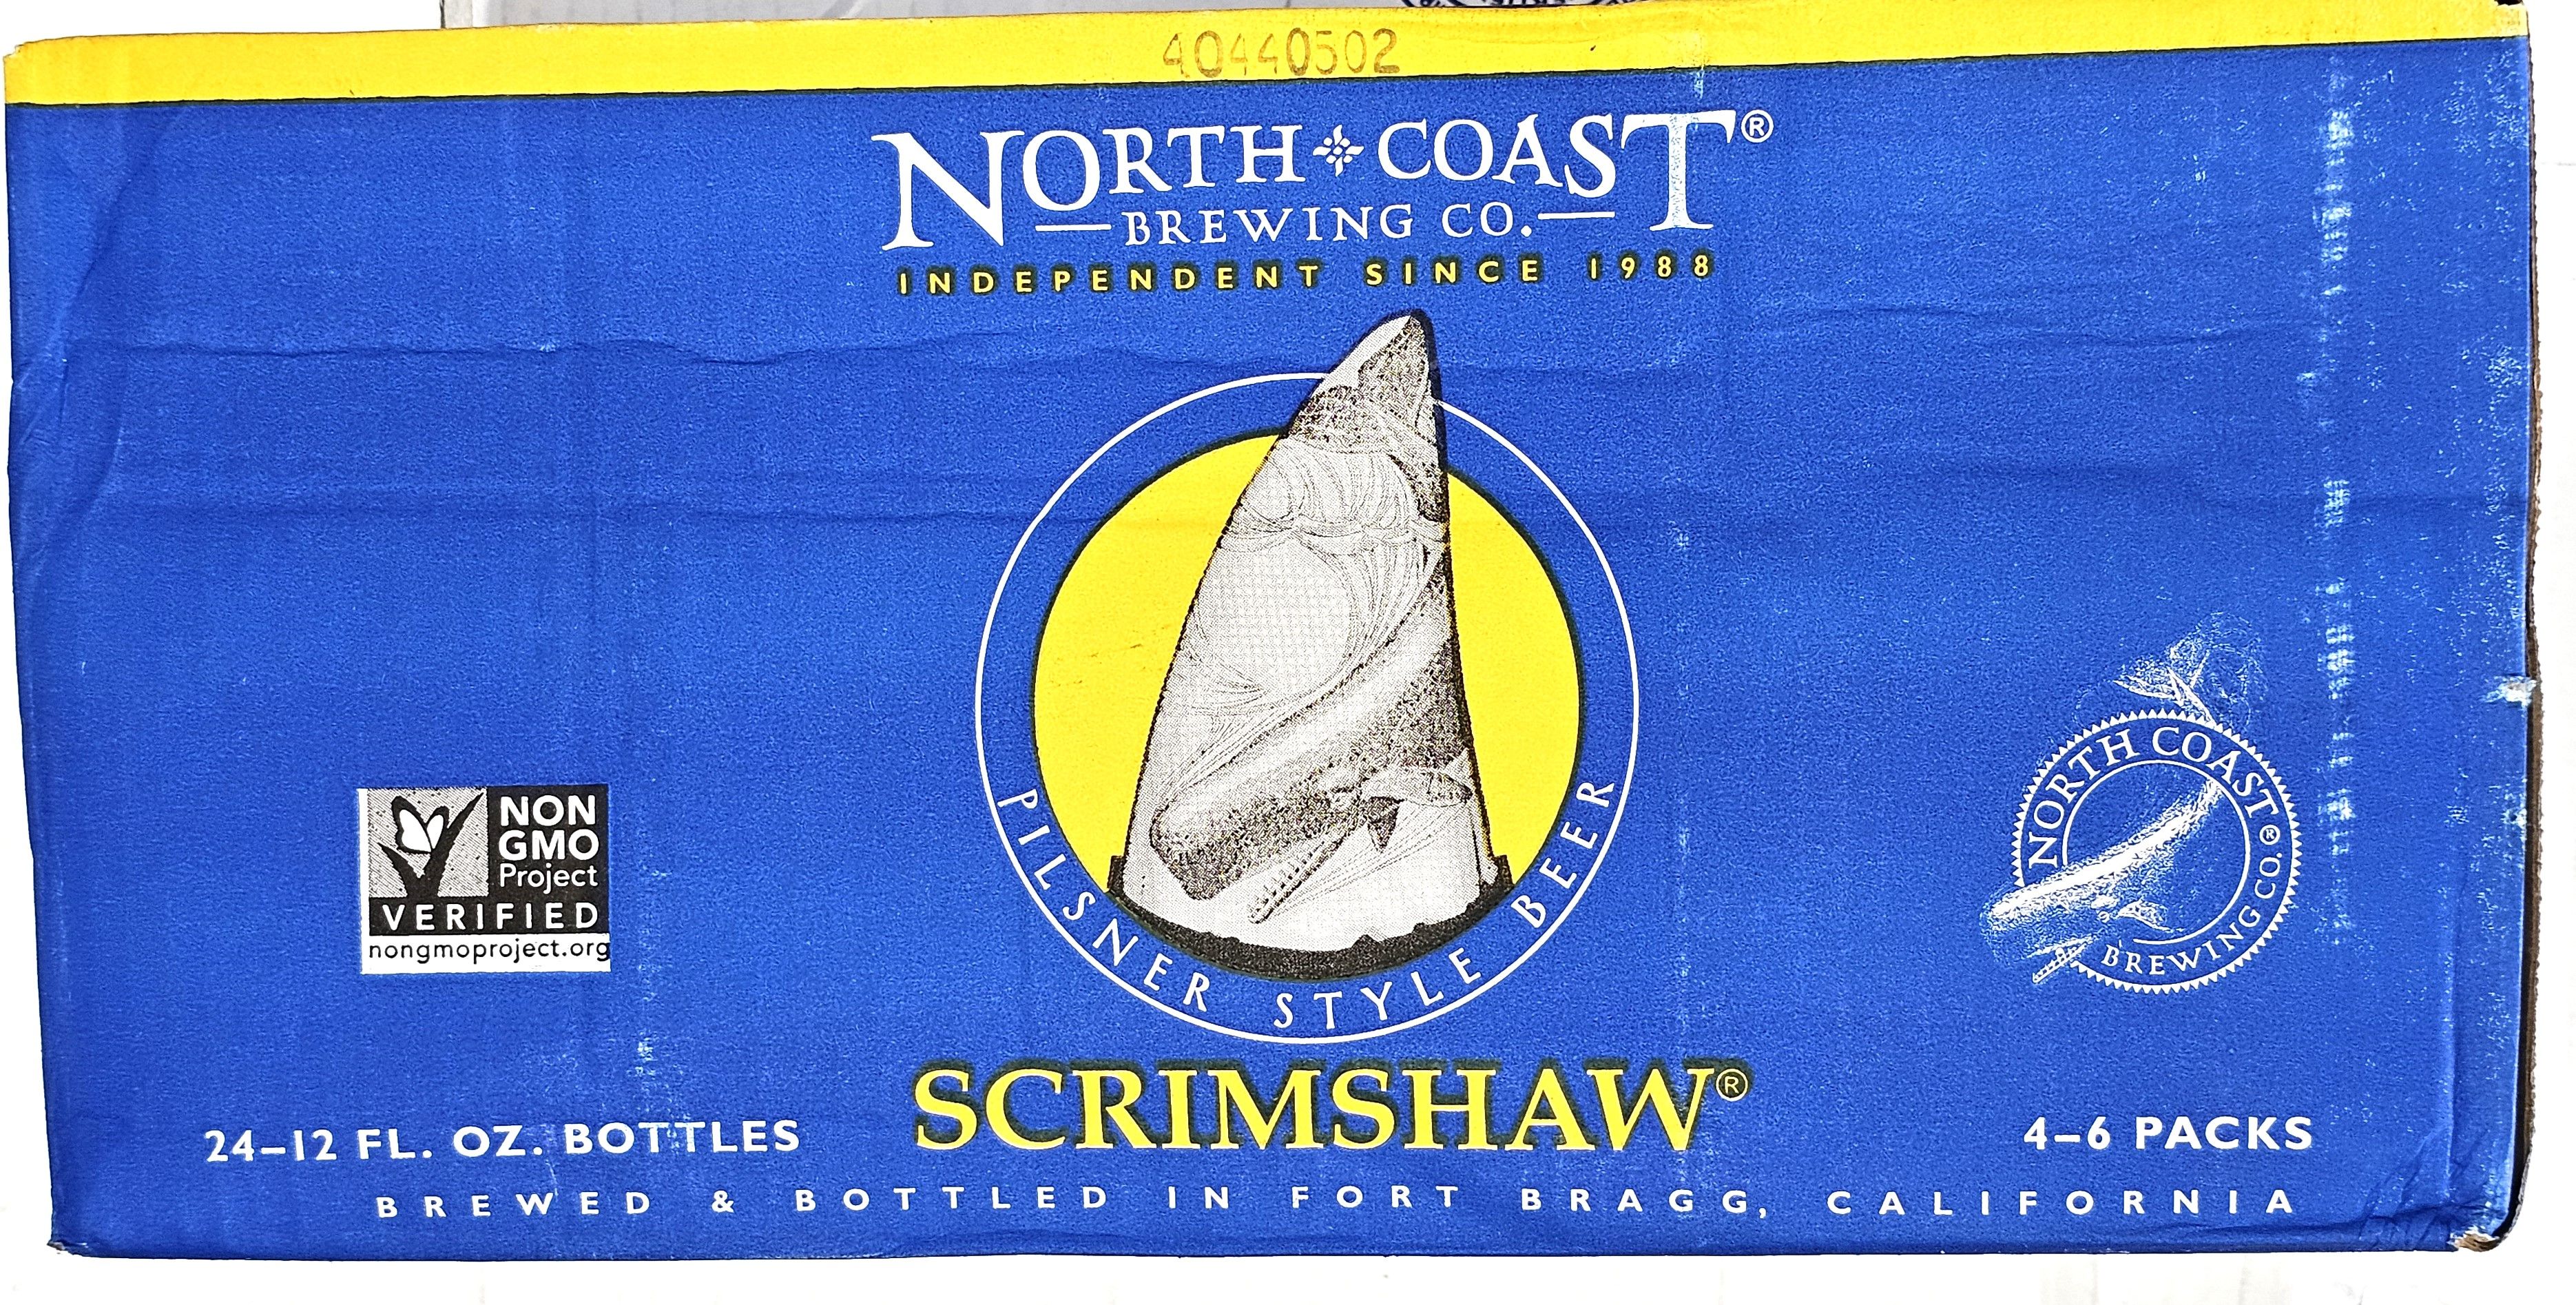 40440502
NORTH COAST®
BREWING CO.
INDEPENDENT SINCE 1988
PILSNER STYLE BEER
NON
GMO
Project
VERIFIED
nongmoproject.org
NORTH COAST®
BREWING CO.
SCRIMSHAW®
24–12 FL. OZ. BOTTLES
4–6 PACKS
BREWED & BOTTLED IN FORT BRAGG, CALIFORNIA